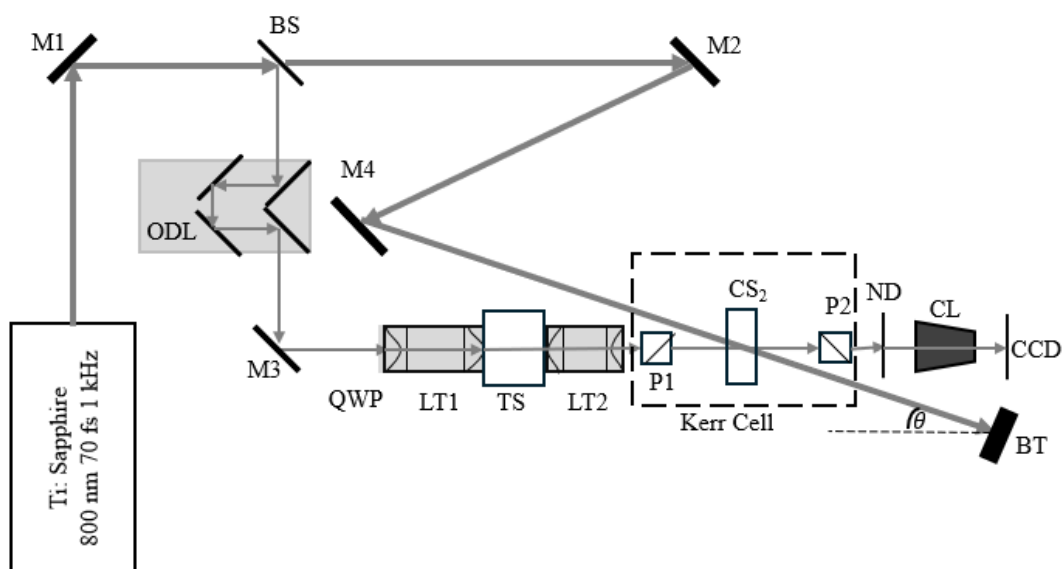 M1
BS
M2
M4
ODL
CS₂
P2
ND
CL
M3
CCD
P1
QWP
LT1
TS
LT2
Kerr Cell
θ
BT
Ti: Sapphire
800 nm 70 fs 1 kHz